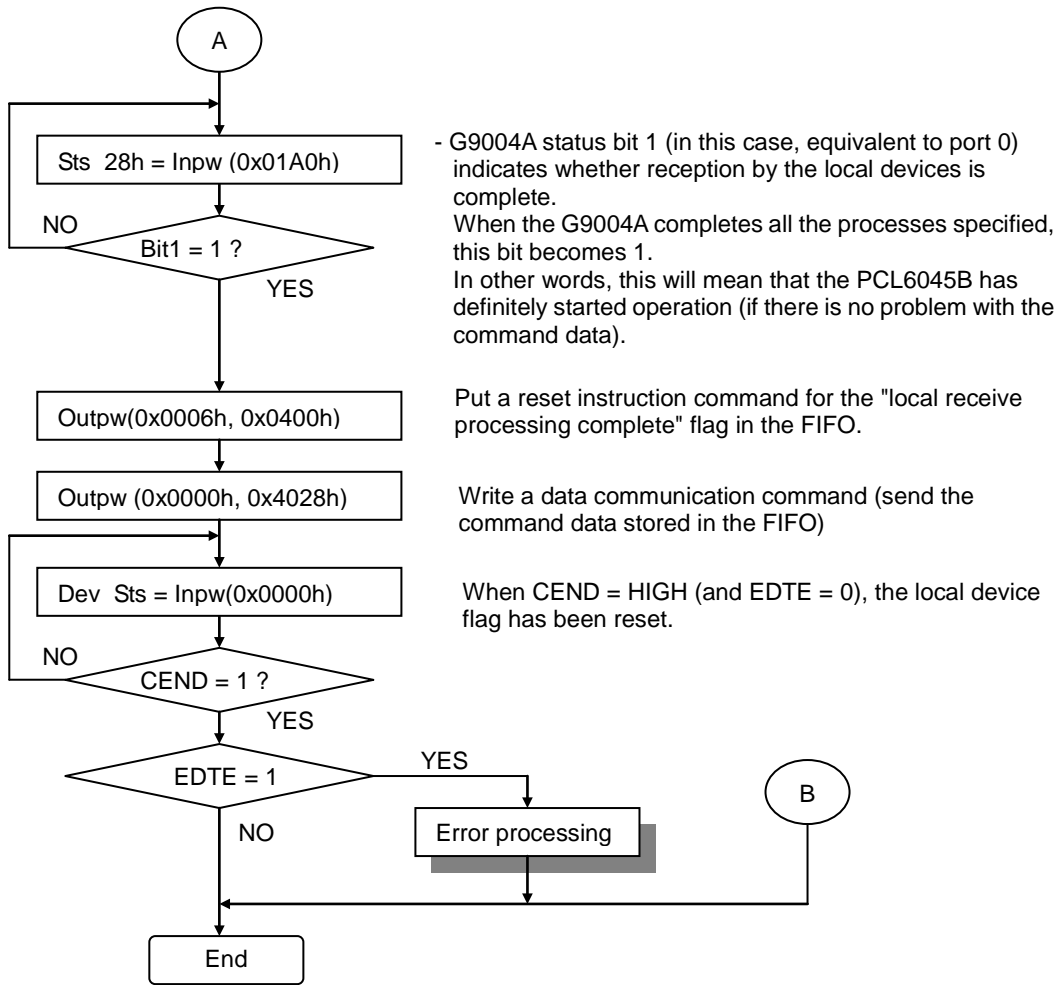 A
Sts 28h = Inpw (0x01A0h)
- G9004A status bit 1 (in this case, equivalent to port 0)
indicates whether reception by the local devices is
complete.
When the G9004A completes all the processes specified,
this bit becomes 1.
In other words, this will mean that the PCL6045B has
definitely started operation (if there is no problem with the
command data).
NO
Bit1 = 1 ?
YES
Outpw(0x0006h, 0x0400h)
Put a reset instruction command for the "local receive
processing complete" flag in the FIFO.
Outpw (0x0000h, 0x4028h)
Write a data communication command (send the
command data stored in the FIFO)
Dev Sts = Inpw(0x0000h)
When CEND = HIGH (and EDTE = 0), the local device
flag has been reset.
NO
CEND = 1 ?
YES
EDTE = 1
YES
B
NO
Error processing
End